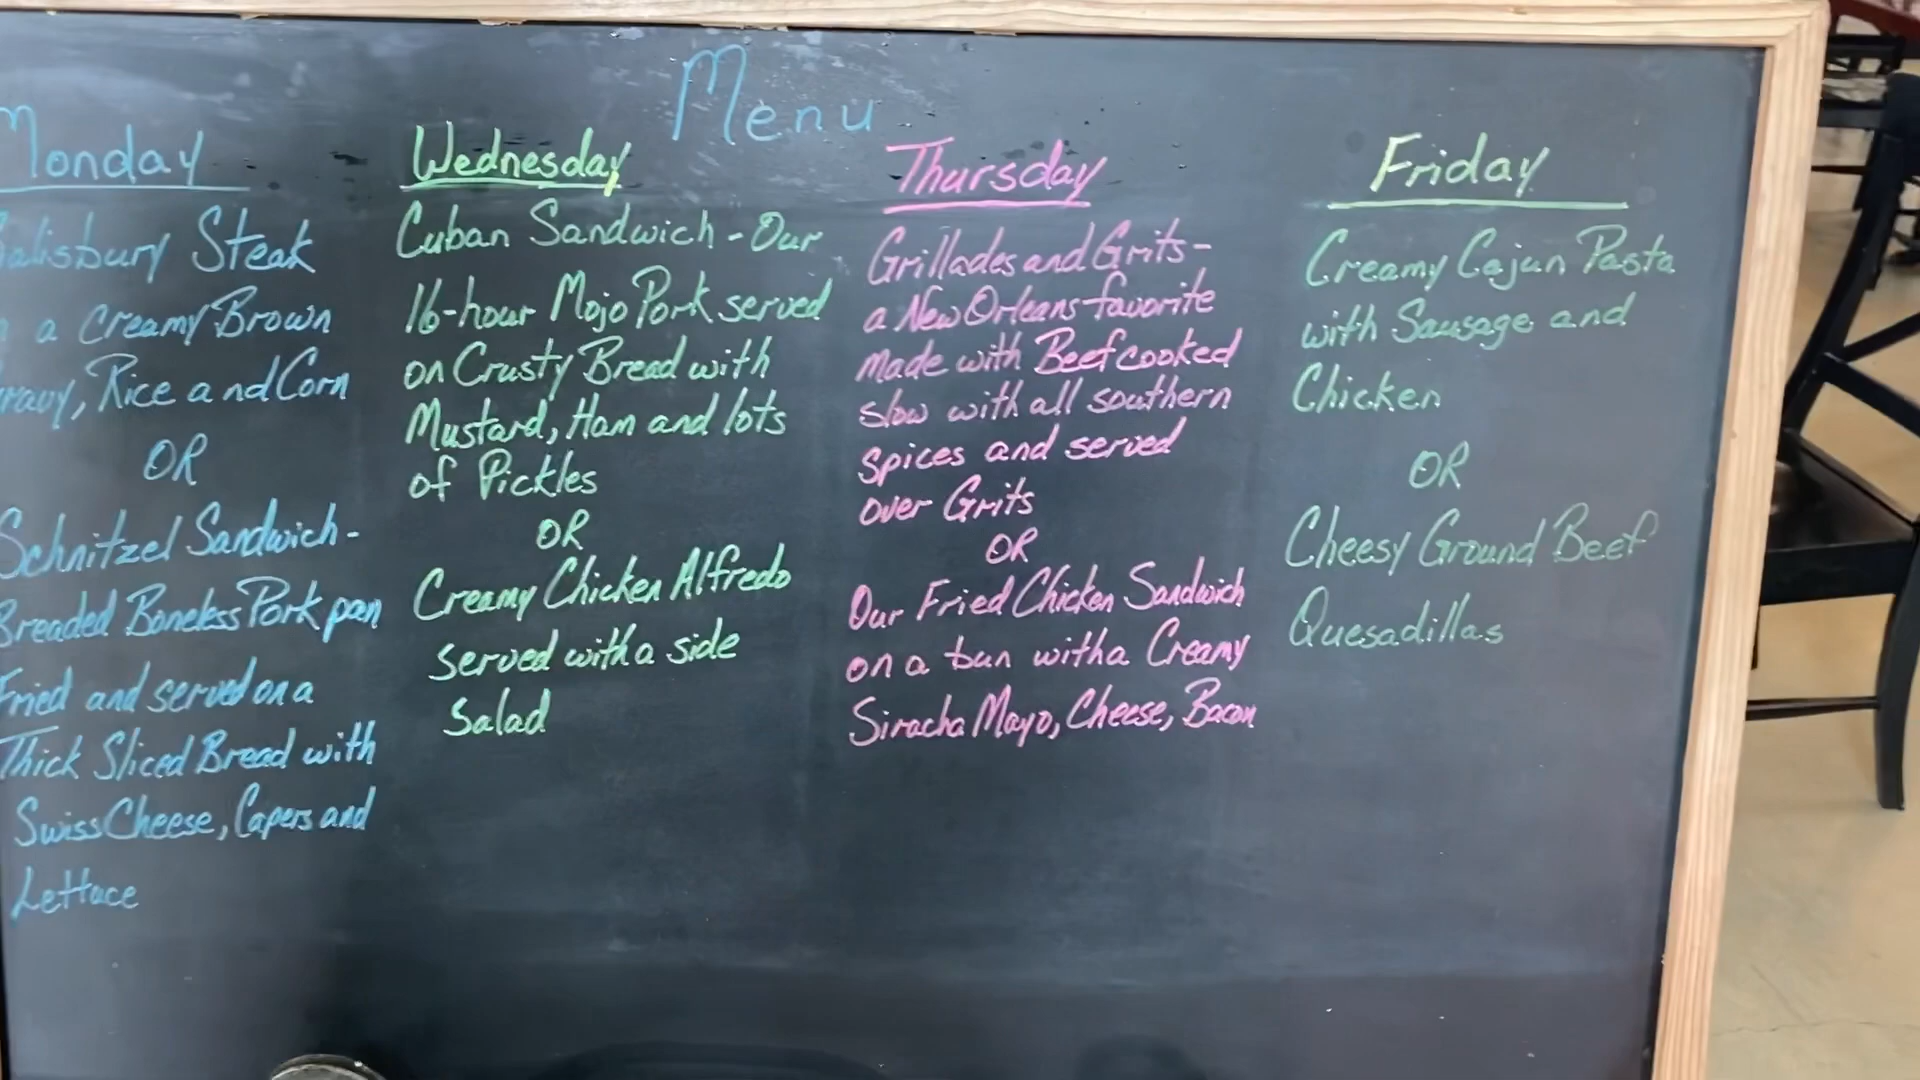 Menu
Monday
Salisbury Steak
a Creamy Brown
Gravy, Rice and Corn
OR
Schnitzel Sandwich-
Breaded Boneless Pork pan
Fried and served on a
Thick Sliced Bread with
Swiss Cheese, Capers and
Lettuce
Wednesday
Cuban Sandwich - Our
16-hour Mojo Pork served
on Crusty Bread with
Mustard, Ham and lots
of Pickles
OR
Creamy Chicken Alfredo
served with a side
Salad
Thursday
Grillades and Grits-
a New Orleans favorite
Made with Beef cooked
slow with all southern
spices and served
over Grits
OR
Our Fried Chicken Sandwich
on a bun with a Creamy
Siracha Mayo, Cheese, Bacon
Friday
Creamy Cajun Pasta
with Sausage and
Chicken
OR
Cheesy Ground Beef
Quesadillas